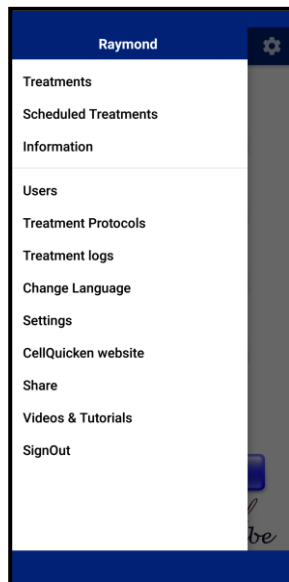 Raymond
Treatments
Scheduled Treatments
Information
Users
Treatment Protocols
Treatment logs
Change Language
Settings
CellQuicken website
Share
Videos & Tutorials
SignOut
be